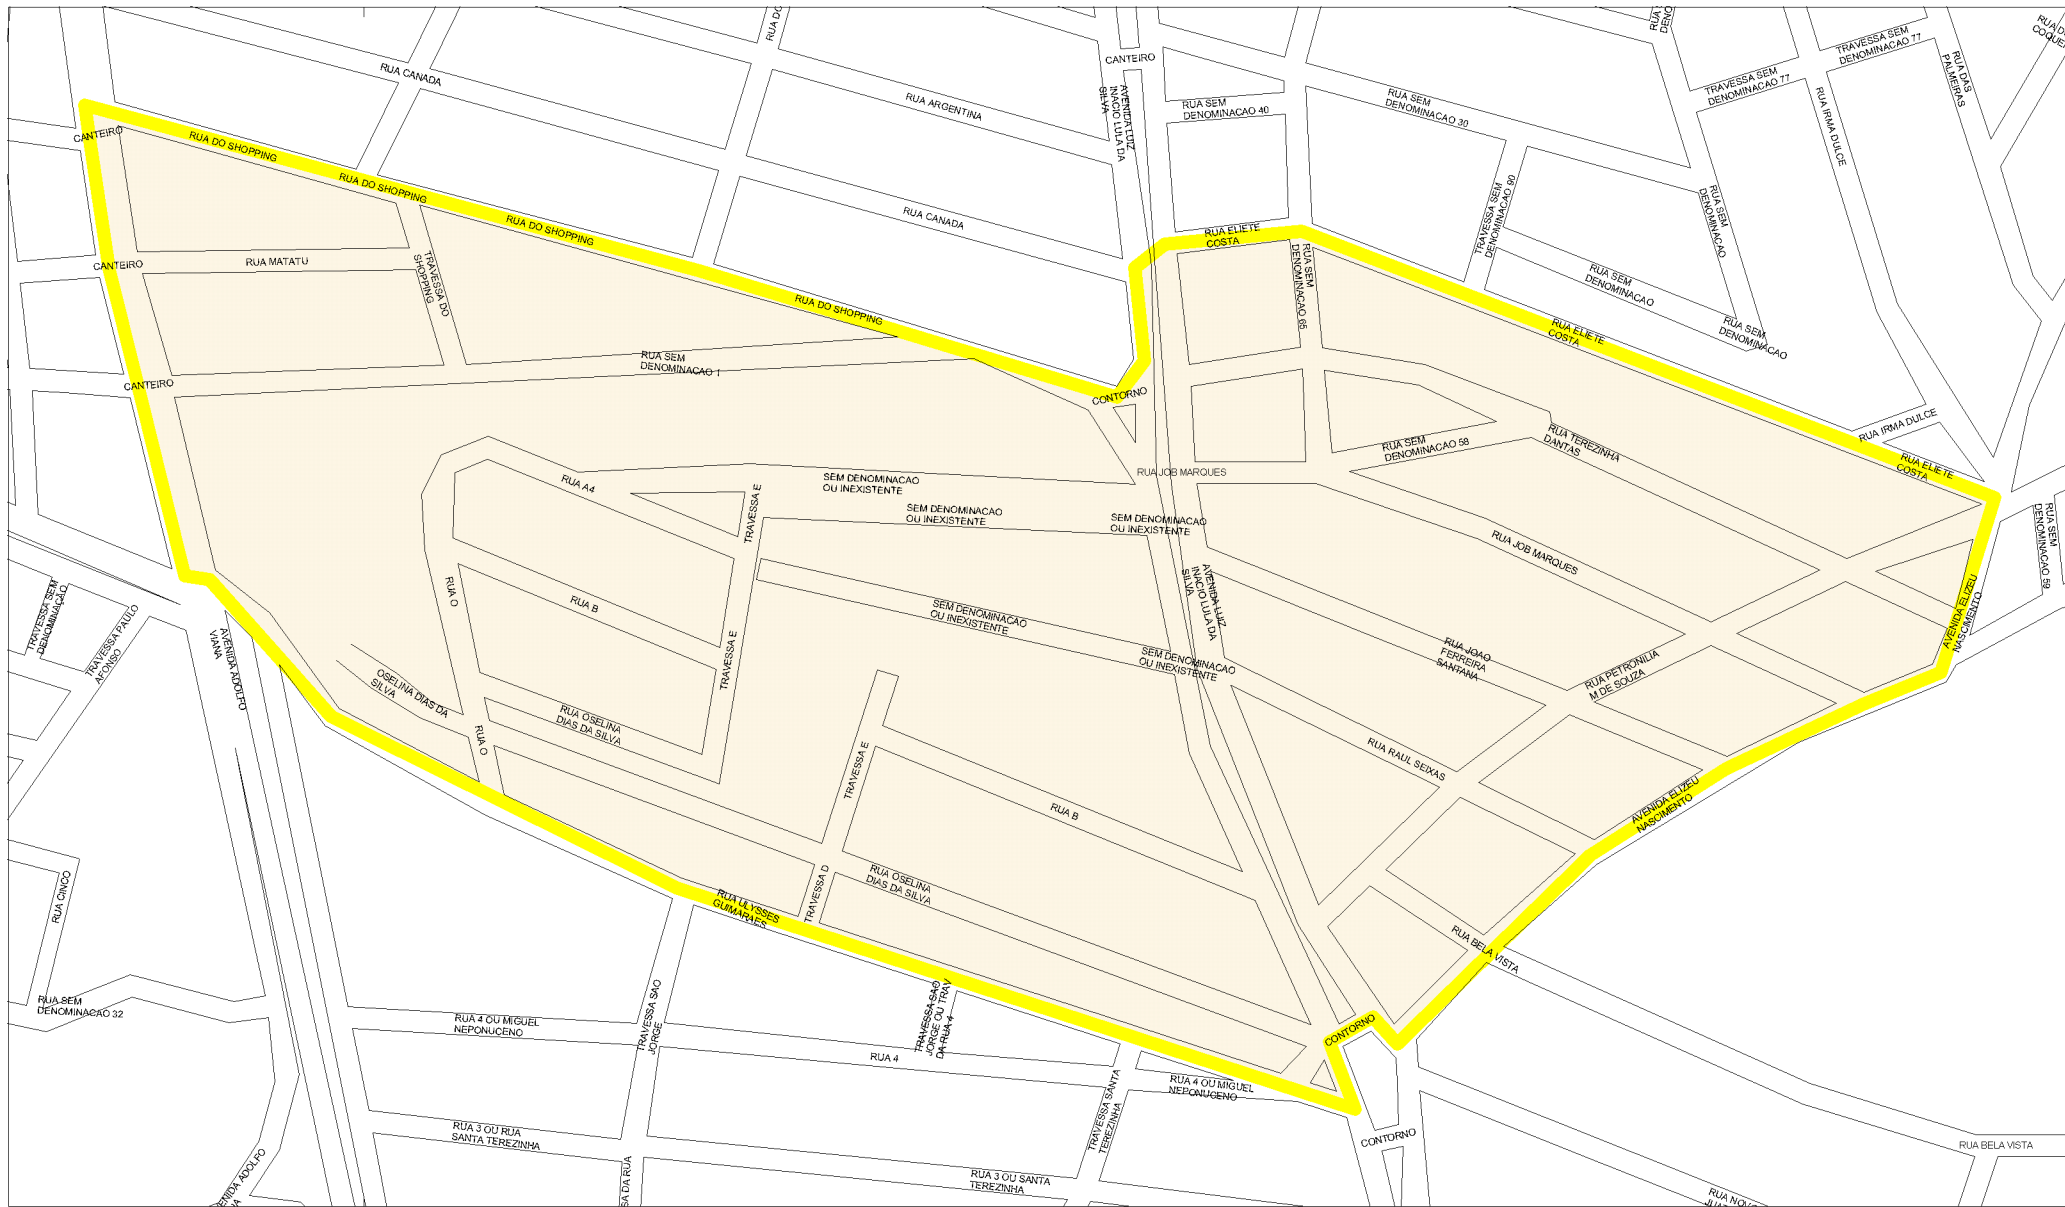 RUA CANADA
RUA ARGENTINA
CANTEIRO
AVENIDA LUIZ
INACIO LULA DA
SILVA
RUA SEM
DENOMINACAO 40
RUA SEM
DENOMINACAO 30
TRAVESSA SEM
DENOMINACAO 77
TRAVESSA SEM
DENOMINACAO 77
RUA DAS
PALMEIRAS
RUA IRMA DULCE
CANTEIRO
RUA DO SHOPPING
RUA DO SHOPPING
RUA DO SHOPPING
RUA DO SHOPPING
RUA CANADA
RUA ELIETE
COSTA
TRAVESSA SEM
DENOMINACAO 90
RUA SEM
DENOMINACAO
RUA SEM
DENOMINACAO
RUA SEM
DENOMINACAO
CANTEIRO
RUA MATATU
TRAVESSA DO
SHOPPING
RUA SEM
DENOMINACAO 65
RUA ELIETE
COSTA
RUA SEM
DENOMINACAO 1
CANTEIRO
CONTORNO
RUA IRMA DULCE
RUA TEREZINHA
DANTAS
RUA SEM
DENOMINACAO 58
RUA ELIETE
COSTA
RUA JOB MARQUES
RUA A4
TRAVESSA E
SEM DENOMINACAO
OU INEXISTENTE
SEM DENOMINACAO
OU INEXISTENTE
SEM DENOMINACAO
OU INEXISTENTE
RUA JOB MARQUES
RUA SEM
DENOMINACAO 59
AVENIDA LUIZ
INACIO LULA DA
SILVA
RUA O
RUA B
SEM DENOMINACAO
OU INEXISTENTE
SEM DENOMINACAO
OU INEXISTENTE
TRAVESSA SEM
DENOMINAÇÃO
TRAVESSA PAULO
AFONSO
AVENIDA ADOLFO
VIANA
TRAVESSA E
RUA JOAO
FERREIRA
SANTANA
RUA PETRONILIA
M DE SOUZA
AVENIDA ELIZEU
NASCIMENTO
OSELINA DIAS DA
SILVA
RUA OSELINA
DIAS DA SILVA
RUA O
TRAVESSA E
RUA RAUL SEIXAS
RUA B
AVENIDA ELIZEU
NASCIMENTO
RUA CINCO
RUA OSELINA
DIAS DA SILVA
TRAVESSA D
RUA ULYSSES
GUIMARAES
RUA BELA VISTA
RUA SEM
DENOMINACAO 32
RUA 4 OU MIGUEL
NEPONUCENO
TRAVESSA SAO
JORGE
TRAVESSA SAO
JORGE OU TRAV
DA RUA 4
RUA 4
CONTORNO
RUA 4 OU MIGUEL
NEPONUCENO
TRAVESSA SANTA
TEREZINHA
RUA 3 OU RUA
SANTA TEREZINHA
CONTORNO
RUA BELA VISTA
RUA 3 OU SANTA
TEREZINHA